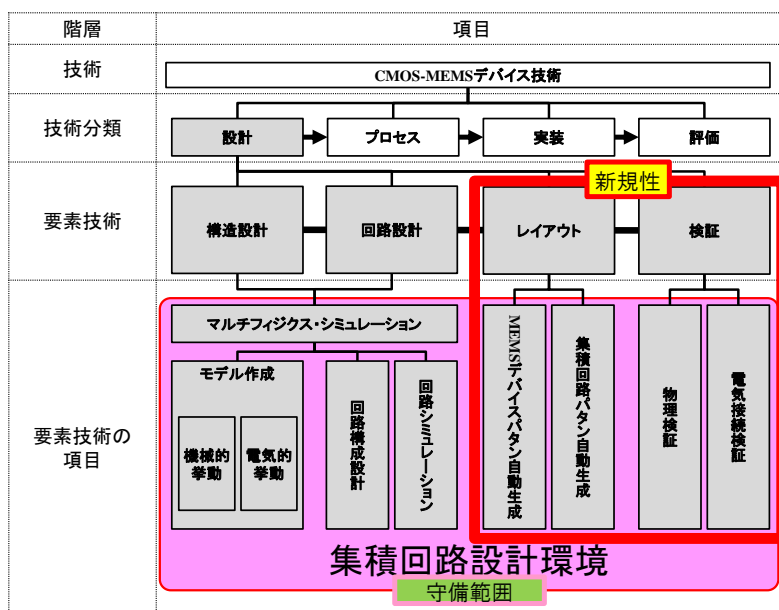 階層
項目
技術
CMOS-MEMSデバイス技術
技術分類
設計
プロセス
実装
評価
新規性
要素技術
構造設計
回路設計
レイアウト
検証
要素技術の
項目
マルチフィジクス・シミュレーション
モデル作成
機械的
挙動
電気的
挙動
回路構成設計
回路シミュレーション
MEMSデバイスパタン自動生成
集積回路パタン自動生成
物理検証
電気接続検証
集積回路設計環境
守備範囲